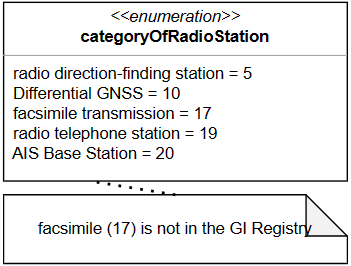 <<enumeration>>
categoryOfRadioStation
radio direction-finding station = 5
Differential GNSS = 10
facsimile transmission = 17
radio telephone station = 19
AIS Base Station = 20
facsimile (17) is not in the GI Registry